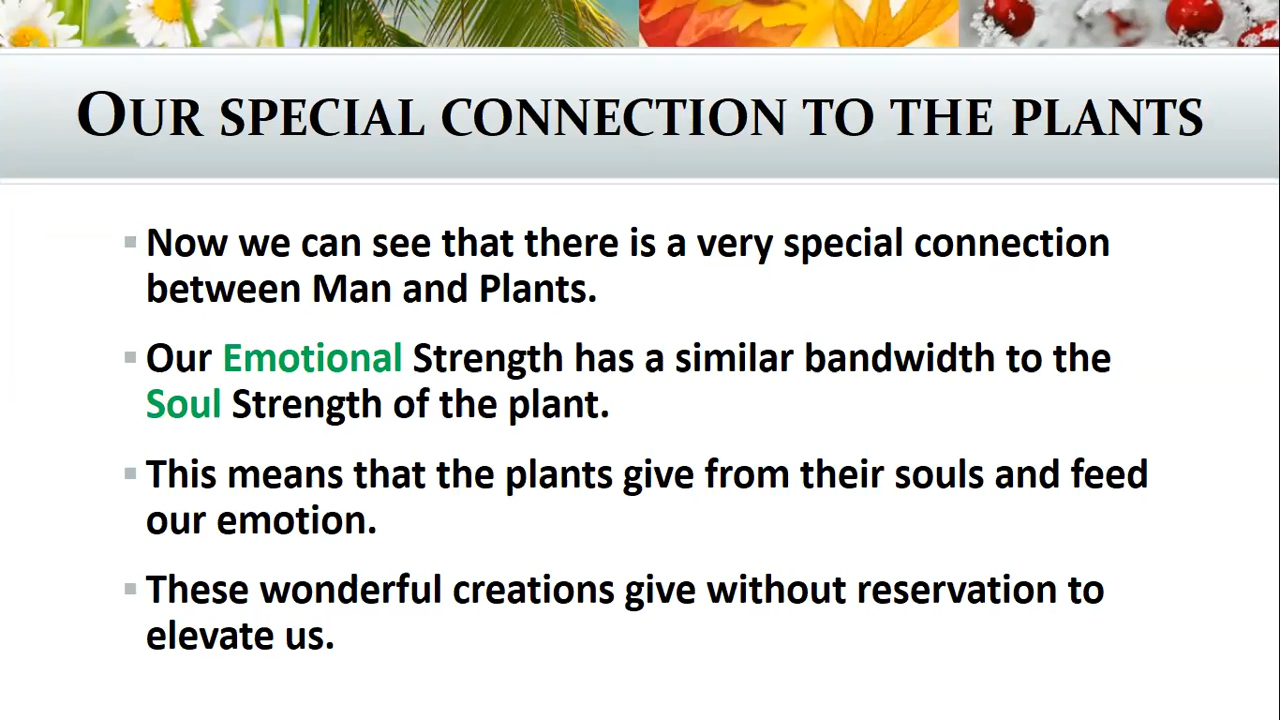 OUR SPECIAL CONNECTION TO THE PLANTS
Now we can see that there is a very special connection
between Man and Plants.
Our Emotional Strength has a similar bandwidth to the
Soul Strength of the plant.
This means that the plants give from their souls and feed
our emotion.
These wonderful creations give without reservation to
elevate us.